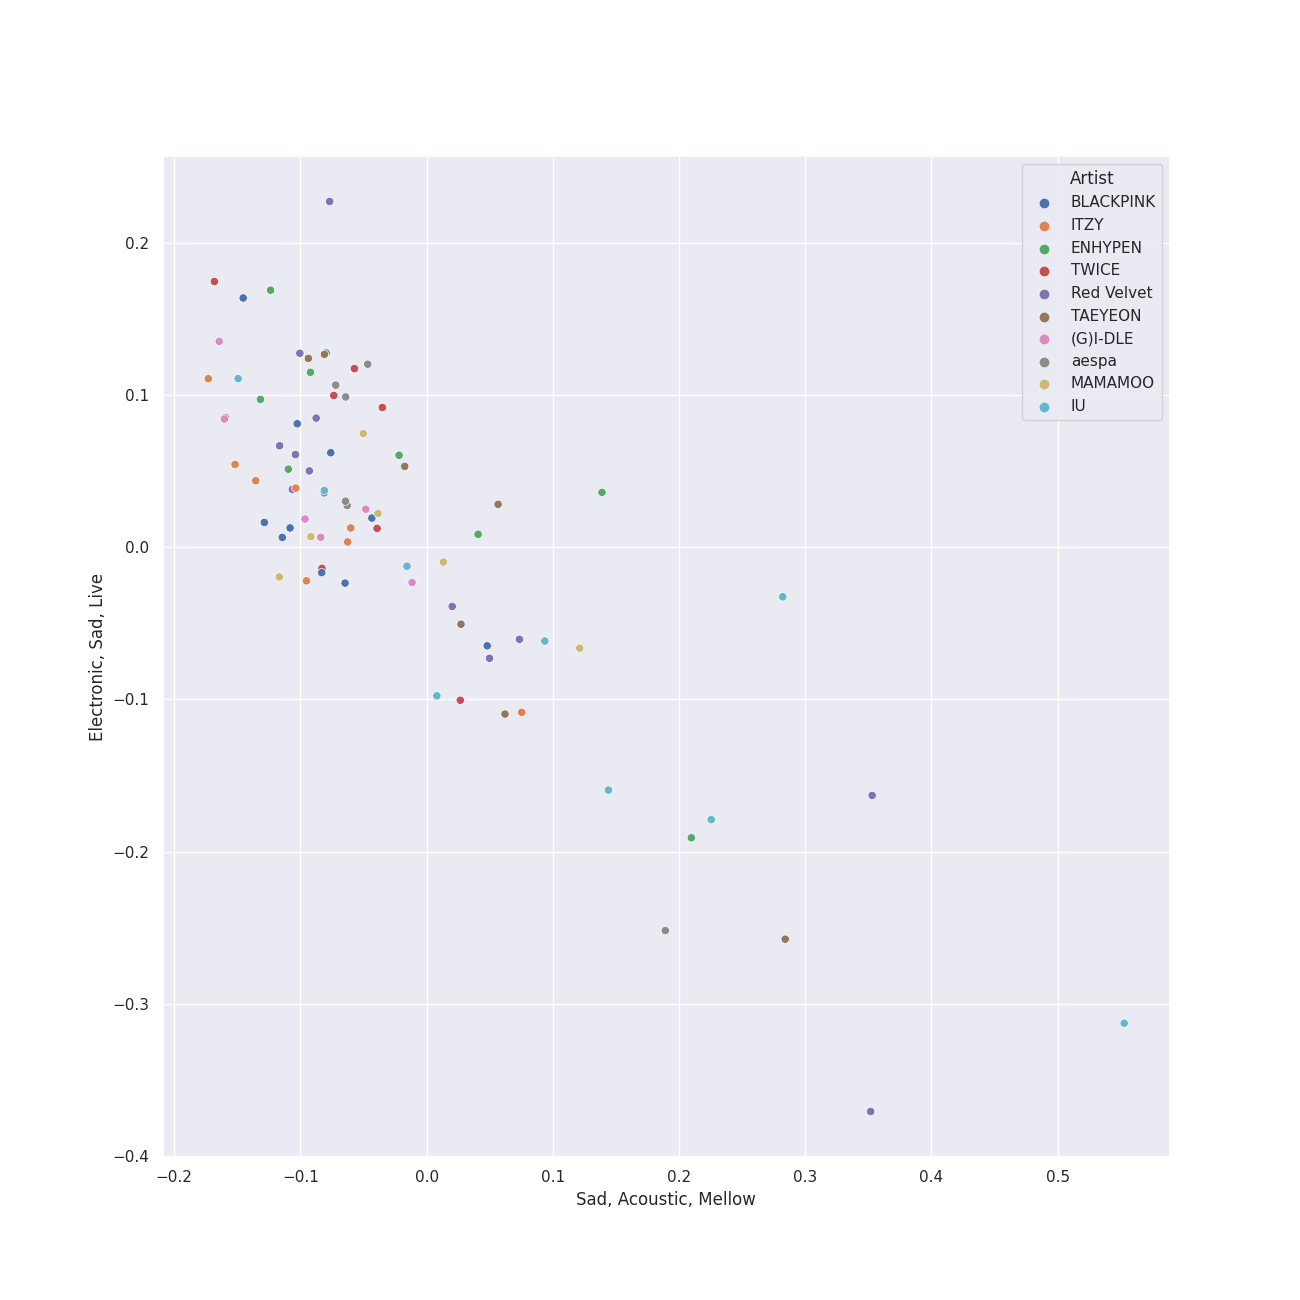 Artist
BLACKPINK
ITZY
ENHYPEN
TWICE
Red Velvet
TAEYEON
(G)I-DLE
aespa
MAMAMOO
IU
0.2
0.1
0.0
−0.1
−0.2
−0.3
−0.4
Electronic, Sad, Live
−0.2 −0.1 0.0 0.1 0.2 0.3 0.4 0.5
Sad, Acoustic, Mellow